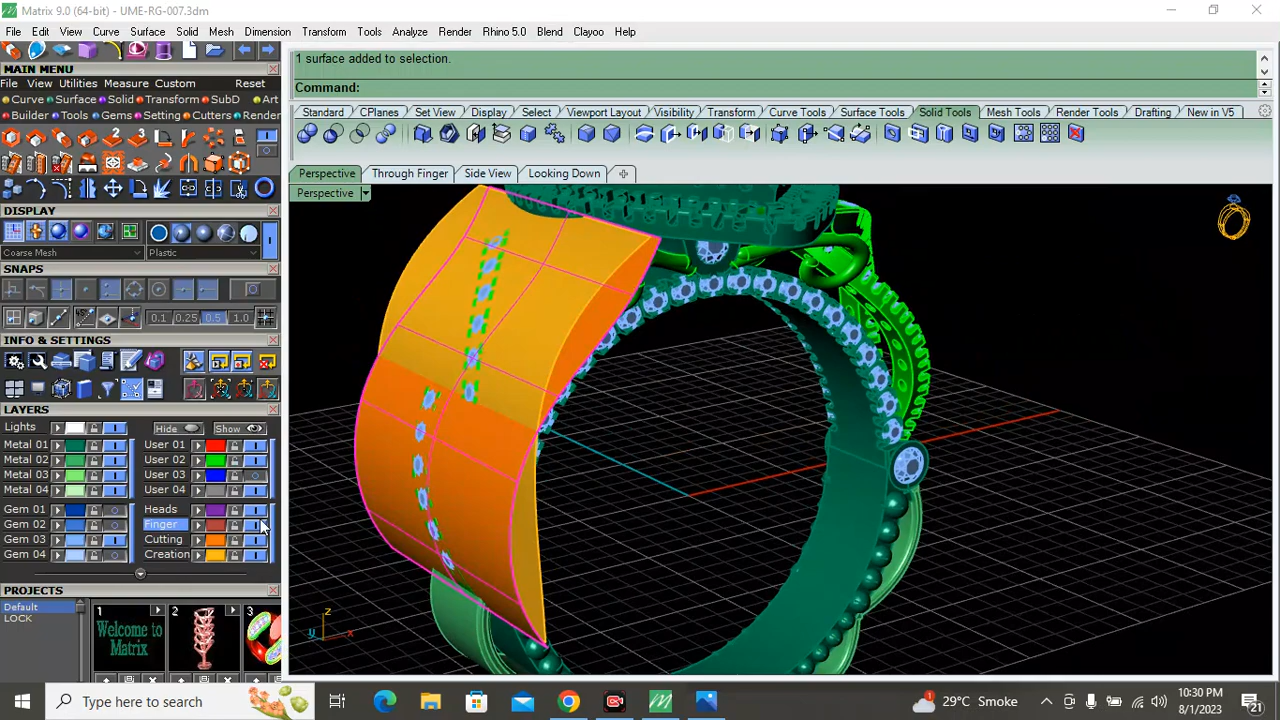 Matrix 9.0 (64-bit) - UME-RG-007.3dm
File Edit View Curve Surface Solid Mesh Dimension Transform Tools Analyze Render Rhino 5.0 Blend Clayoo Help
1 surface added to selection.
Command:
MAIN MENU
File View Utilities Measure Custom Reset
Curve Surface Solid Transform SubD Art
Builder Tools Gems Setting Cutters Render
Standard CPlanes Set View Display Select Viewport Layout Visibility Transform Curve Tools Surface Tools Solid Tools Mesh Tools Render Tools Drafting New in V5
Perspective Through Finger Side View Looking Down
Perspective
DISPLAY
Coarse Mesh Plastic
SNAPS
0.1 0.25 0.5 1.0
INFO & SETTINGS
LAYERS
Lights Hide Show
Metal 01 User 01
Metal 02 User 02
Metal 03 User 03
Metal 04 User 04
Gem 01 Heads
Gem 02 Finger
Gem 03 Cutting
Gem 04 Creation
PROJECTS
Default
LOCK
1 2 3
Welcome to
Matrix
z
y x
Type here to search
1
29°C Smoke
10:30 PM
8/1/2023
21